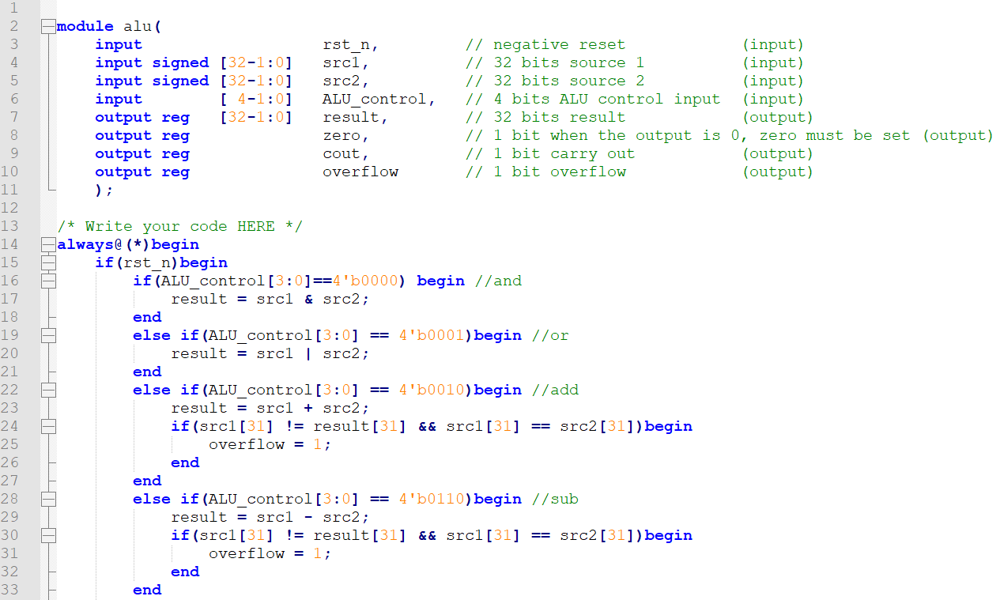 1
2 module alu(
3     input                   rst_n,         // negative reset            (input)
4     input signed [32-1:0]   src1,          // 32 bits source 1          (input)
5     input signed [32-1:0]   src2,          // 32 bits source 2          (input)
6     input        [ 4-1:0]   ALU_control,   // 4 bits ALU control input  (input)
7     output reg   [32-1:0]   result,        // 32 bits result            (output)
8     output reg              zero,          // 1 bit when the output is 0, zero must be set (output)
9     output reg              cout,          // 1 bit carry out           (output)
10     output reg              overflow       // 1 bit overflow            (output)
11     );
12
13 /* Write your code HERE */
14 always@(*)begin
15     if(rst_n)begin
16         if(ALU_control[3:0]==4'b0000) begin //and
17             result = src1 & src2;
18         end
19         else if(ALU_control[3:0] == 4'b0001)begin //or
20             result = src1 | src2;
21         end
22         else if(ALU_control[3:0] == 4'b0010)begin //add
23             result = src1 + src2;
24             if(src1[31] != result[31] && src1[31] == src2[31])begin
25                 overflow = 1;
26             end
27         end
28         else if(ALU_control[3:0] == 4'b0110)begin //sub
29             result = src1 - src2;
30             if(src1[31] != result[31] && src1[31] == src2[31])begin
31                 overflow = 1;
32             end
33         end